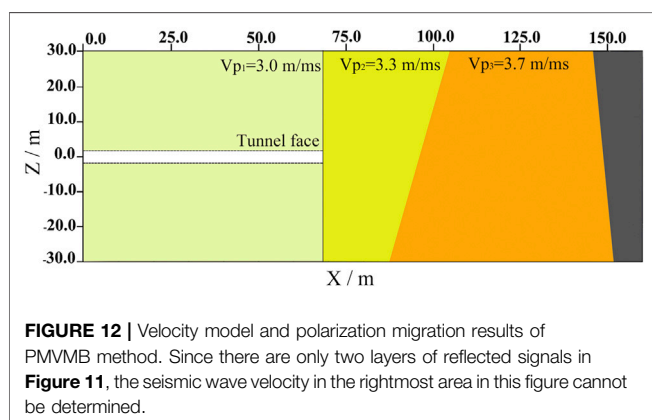 0.0 25.0 50.0 75.0 100.0 125.0 150.0
30.0
20.0
10.0
0.0
-10.0
-20.0
-30.0
Z / m
Vp₁=3.0 m/ms Vp₂=3.3 m/ms Vp₃=3.7 m/ms
Tunnel face
X / m
FIGURE 12 | Velocity model and polarization migration results of
PMVMB method. Since there are only two layers of reflected signals in
Figure 11, the seismic wave velocity in the rightmost area in this figure cannot
be determined.